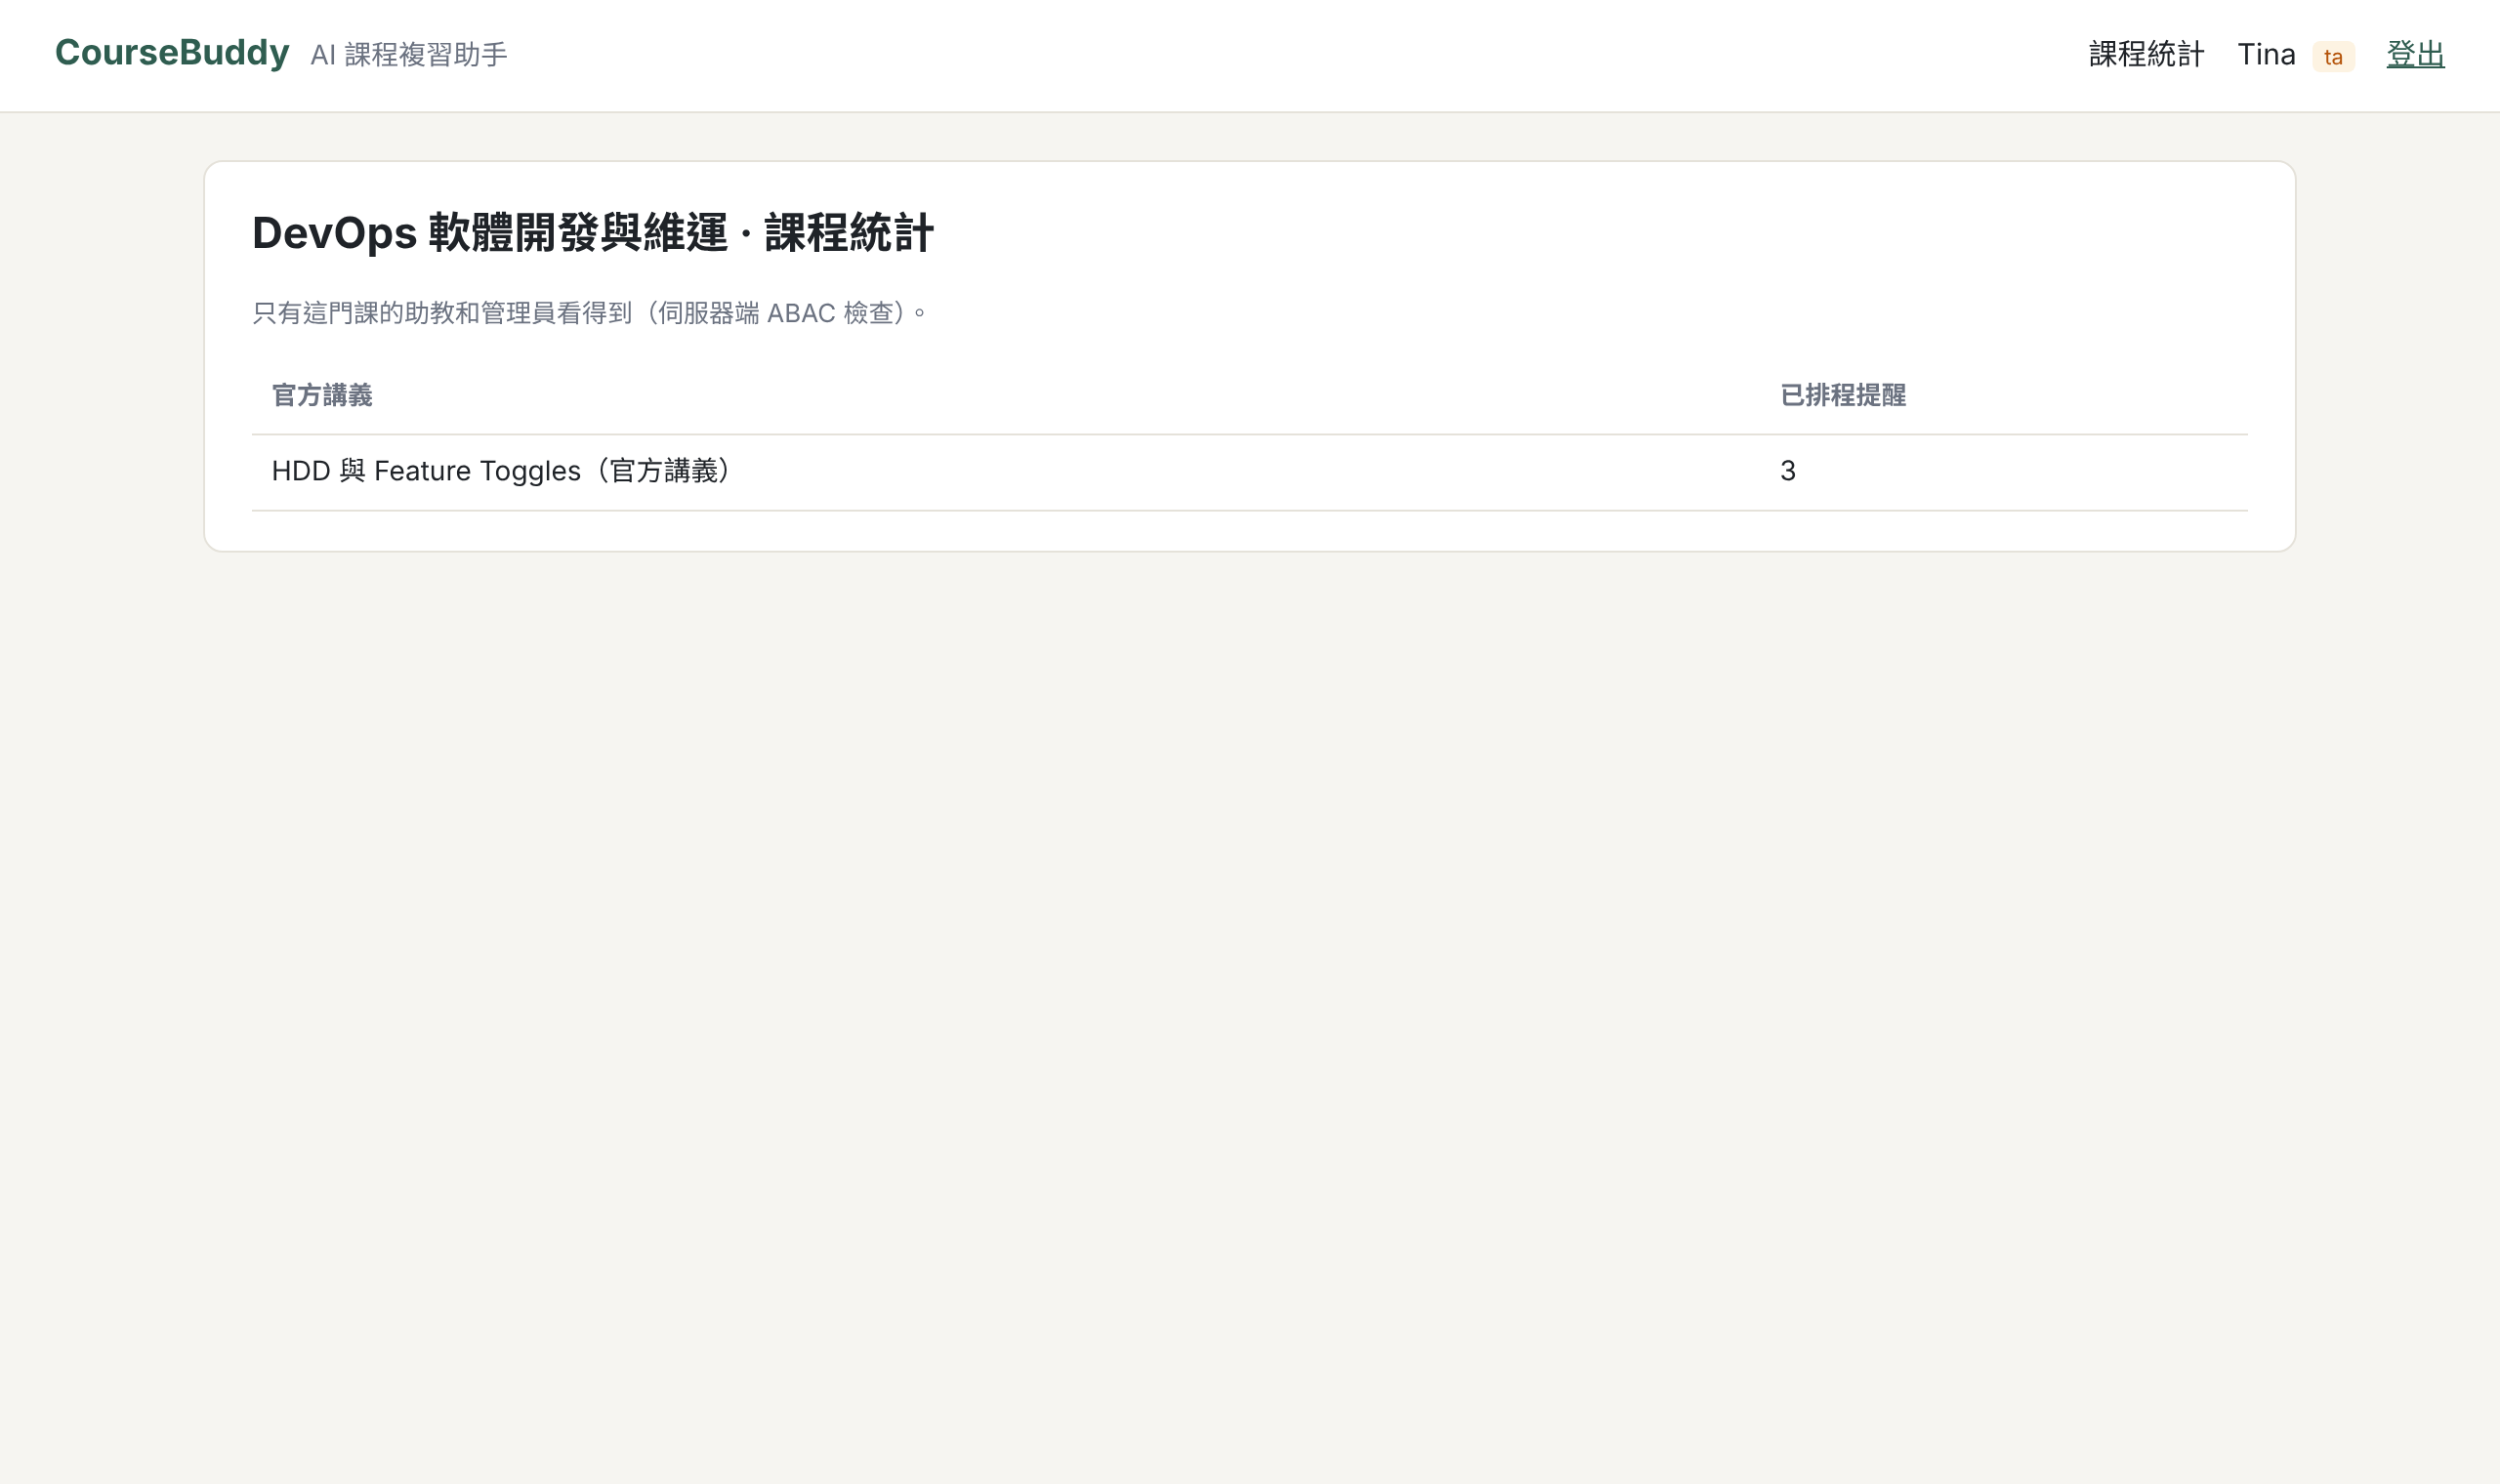 CourseBuddy AI 課程複習助手 課程統計 Tina ta 登出
DevOps 軟體開發與維運 · 課程統計
只有這門課的助教和管理員看得到（伺服器端 ABAC 檢查）。
官方講義 已排程提醒
HDD 與 Feature Toggles（官方講義） 3